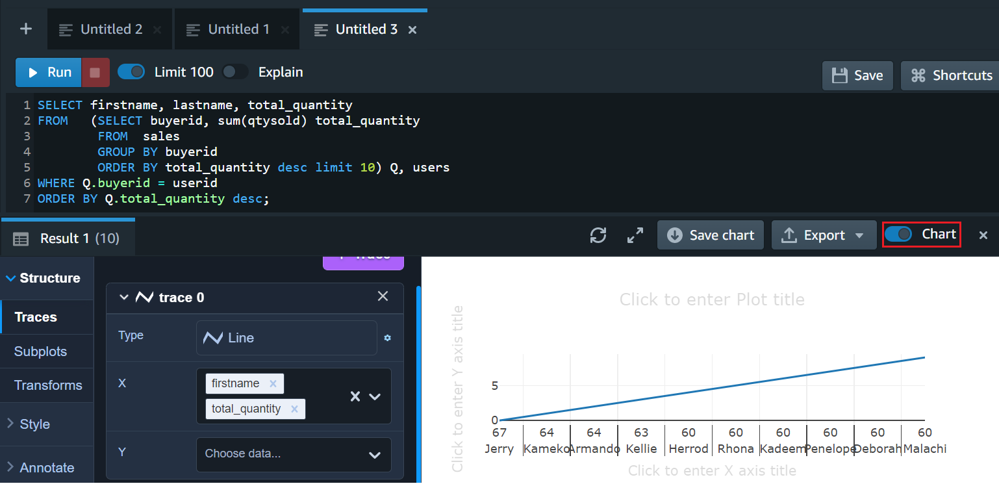 + Untitled 2 × Untitled 1 × Untitled 3 ×
Run Limit 100 Explain Save Shortcuts
1 SELECT firstname, lastname, total_quantity
2 FROM (SELECT buyerid, sum(qtysold) total_quantity
3 FROM sales
4 GROUP BY buyerid
5 ORDER BY total_quantity desc limit 10) Q, users
6 WHERE Q.buyerid = userid
7 ORDER BY Q.total_quantity desc;
Result 1 (10) Save chart Export Chart ×
Structure
Traces
Subplots
Transforms
Style
Annotate
+ Trace
trace 0
Type Line
X firstname ×
total_quantity ×
Y Choose data...
Click to enter Plot title
Click to enter Y axis title
5
0
67 64 64 63 60 60 60 60 60 60
Jerry Kameko Armando Kellie Herrod Rhona Kadeem Penelope Deborah Malachi
Click to enter X axis title